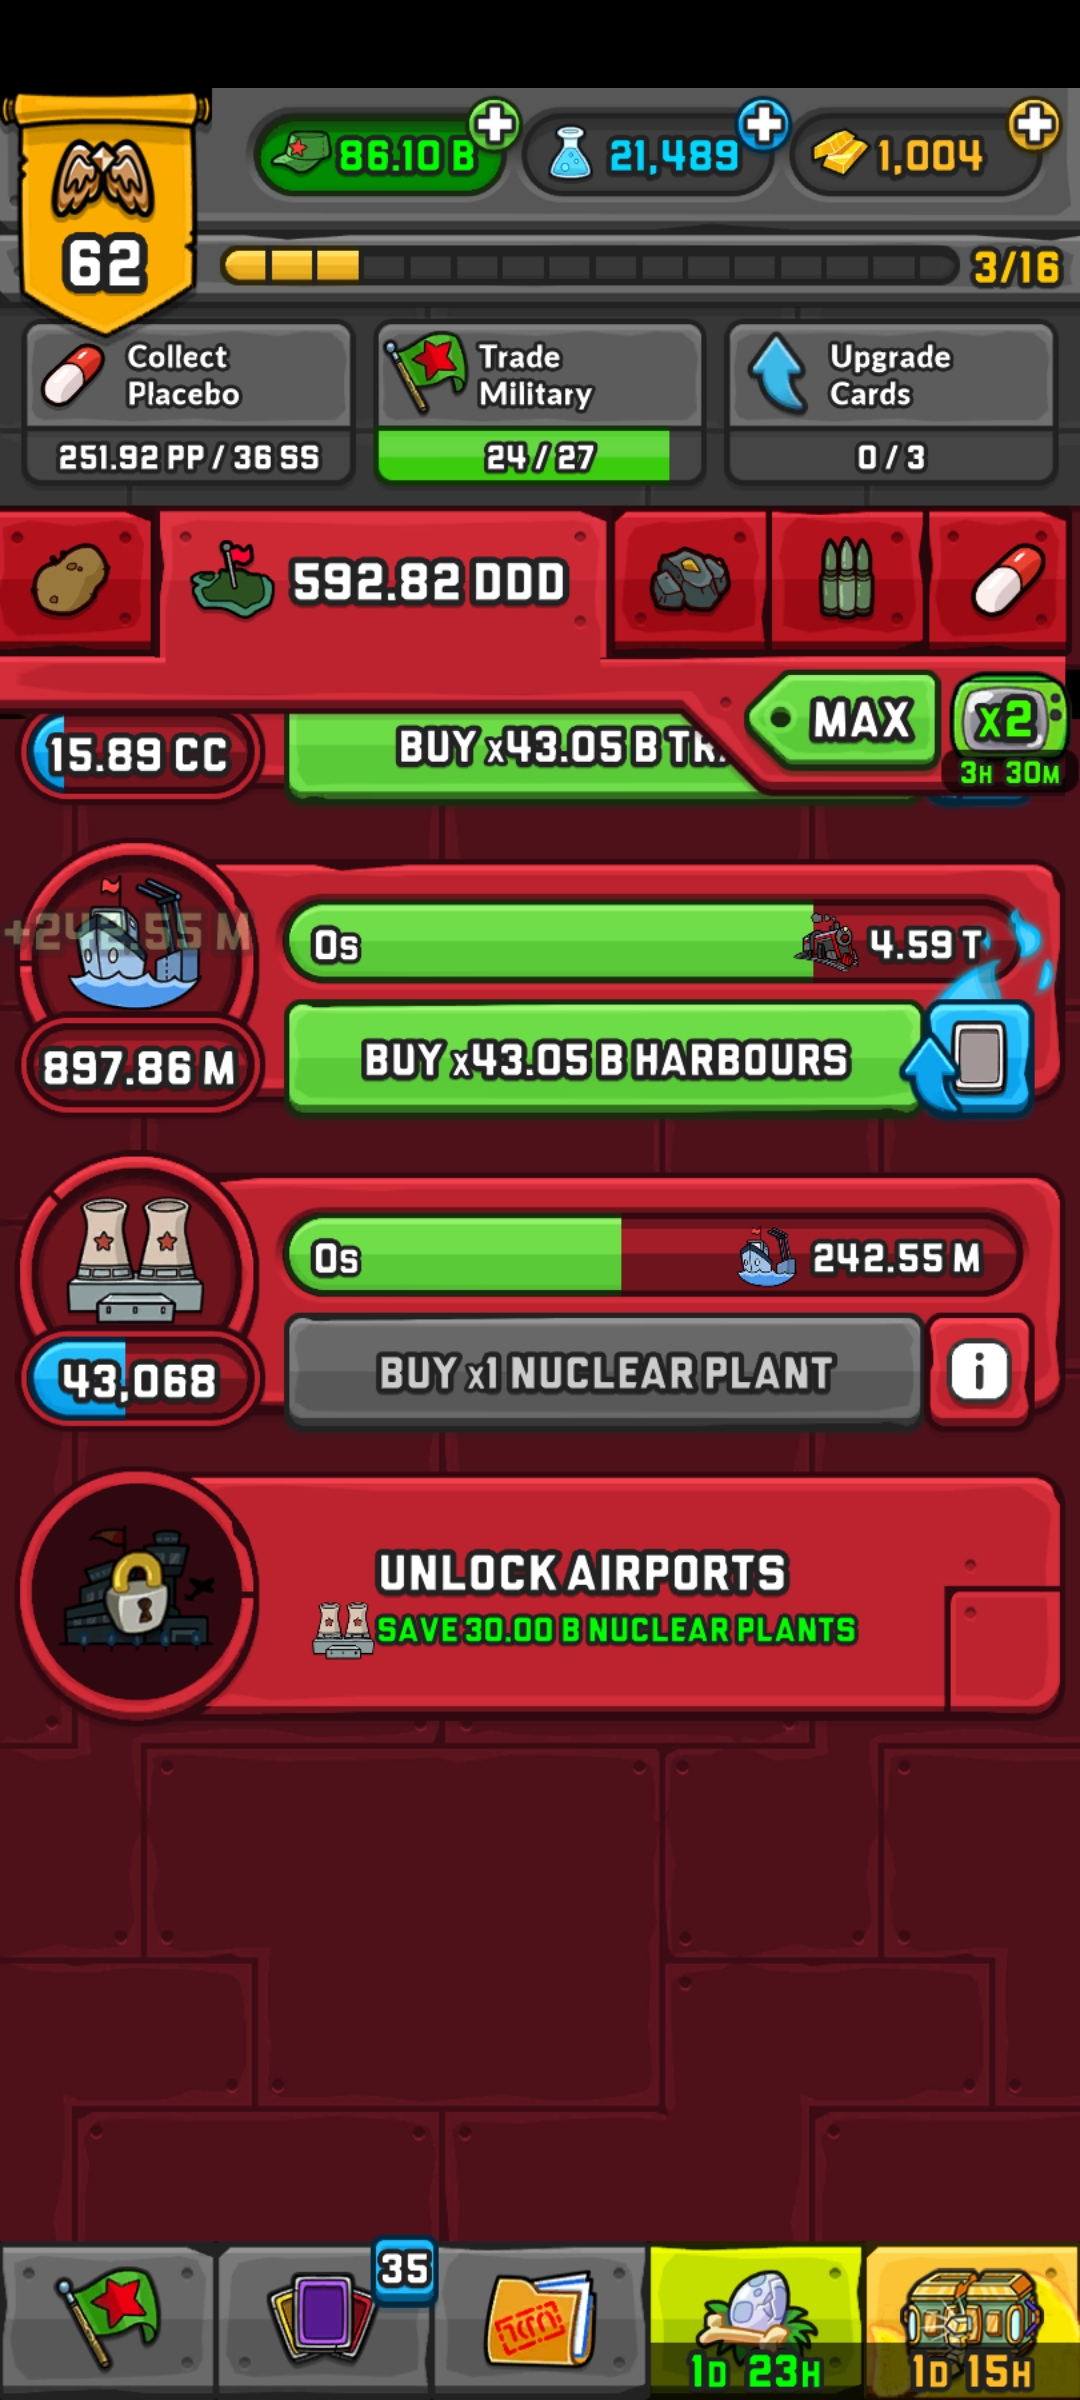 86.10 B
21,489
1,004
62
3/16
Collect
Placebo
251.92 PP / 36 SS
Trade
Military
24 / 27
Upgrade
Cards
0 / 3
592.82 DDD
MAX
x2
3H 30M
15.89 CC
BUY x43.05 B
+242.55 M
0s
4.59 T
897.86 M
BUY x43.05 B HARBOURS
0s
242.55 M
43,068
BUY x1 NUCLEAR PLANT
i
UNLOCK AIRPORTS
SAVE 30.00 B NUCLEAR PLANTS
35
1D 23H
1D 15H